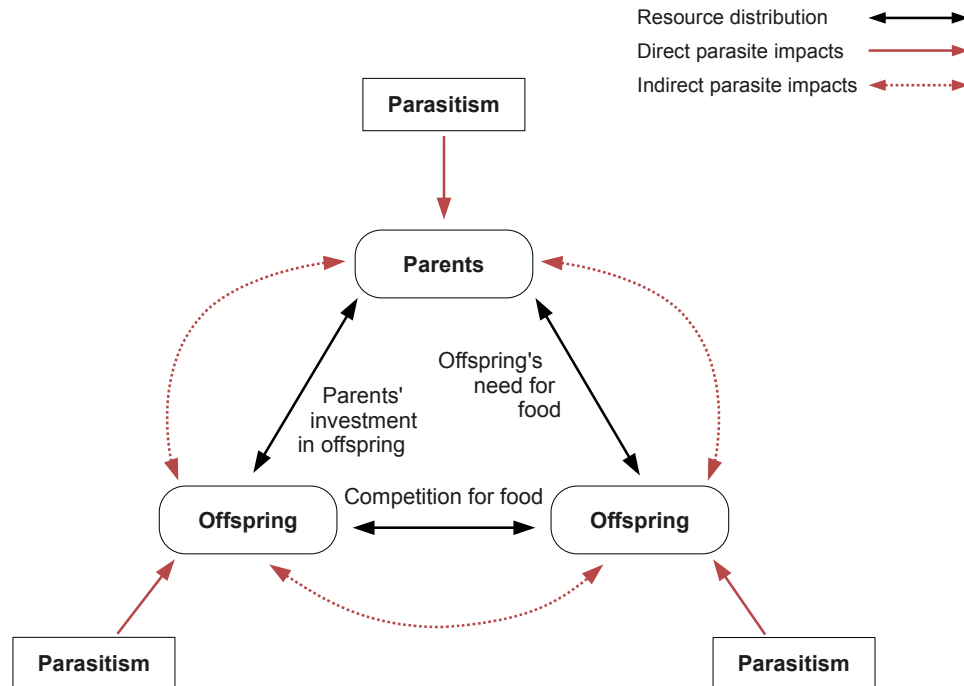 Resource distribution
Direct parasite impacts
Indirect parasite impacts
Parasitism
Parents
Offspring's
need for
food
Parents'
investment
in offspring
Competition for food
Offspring
Offspring
Parasitism
Parasitism